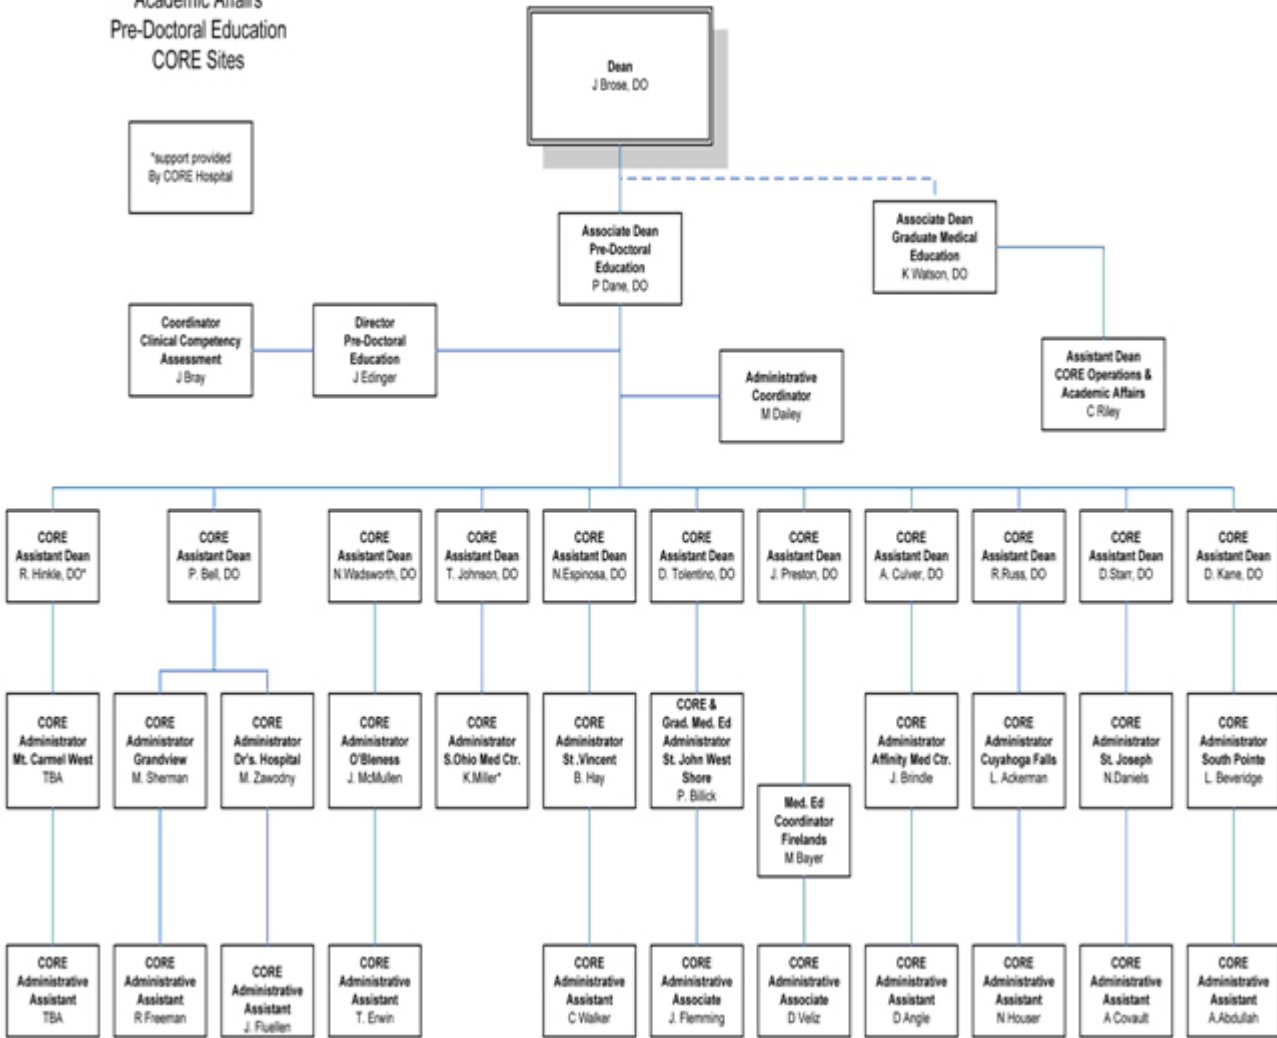 Academic Affairs
Pre-Doctoral Education
CORE Sites
Dean
J Brose, DO
*support provided
By CORE Hospital
Associate Dean
Pre-Doctoral
Education
P Dane, DO
Associate Dean
Graduate Medical
Education
K Watson, DO
Coordinator
Clinical Competency
Assessment
J Bray
Director
Pre-Doctoral
Education
J Edinger
Administrative
Coordinator
M Dailey
Assistant Dean
CORE Operations &
Academic Affairs
C Riley
CORE
Assistant Dean
R. Hinkle, DO*
CORE
Assistant Dean
P. Bell, DO
CORE
Assistant Dean
N.Wadsworth, DO
CORE
Assistant Dean
T. Johnson, DO
CORE
Assistant Dean
N.Espinosa, DO
CORE
Assistant Dean
D. Tolentino, DO
CORE
Assistant Dean
J. Preston, DO
CORE
Assistant Dean
A. Culver, DO
CORE
Assistant Dean
R.Russ, DO
CORE
Assistant Dean
D.Starr, DO
CORE
Assistant Dean
D. Kane, DO
CORE
Administrator
Mt. Carmel West
TBA
CORE
Administrator
Grandview
M. Sherman
CORE
Administrator
Dr's. Hospital
M. Zawodny
CORE
Administrator
O'Bleness
J. McMullen
CORE
Administrator
S.Ohio Med Ctr.
K.Miller*
CORE
Administrator
St .Vincent
B. Hay
CORE &
Grad. Med. Ed
Administrator
St. John West
Shore
P. Billick
Med. Ed
Coordinator
Firelands
M Bayer
CORE
Administrator
Affinity Med Ctr.
J. Brindle
CORE
Administrator
Cuyahoga Falls
L. Ackerman
CORE
Administrator
St. Joseph
N.Daniels
CORE
Administrator
South Pointe
L. Beveridge
CORE
Administrative
Assistant
TBA
CORE
Administrative
Assistant
R Freeman
CORE
Administrative
Assistant
J. Fluellen
CORE
Administrative
Assistant
T. Erwin
CORE
Administrative
Assistant
C Walker
CORE
Administrative
Associate
J. Flemming
CORE
Administrative
Associate
D Veliz
CORE
Administrative
Assistant
D Angle
CORE
Administrative
Assistant
N Houser
CORE
Administrative
Assistant
A Covault
CORE
Administrative
Assistant
A.Abdullah